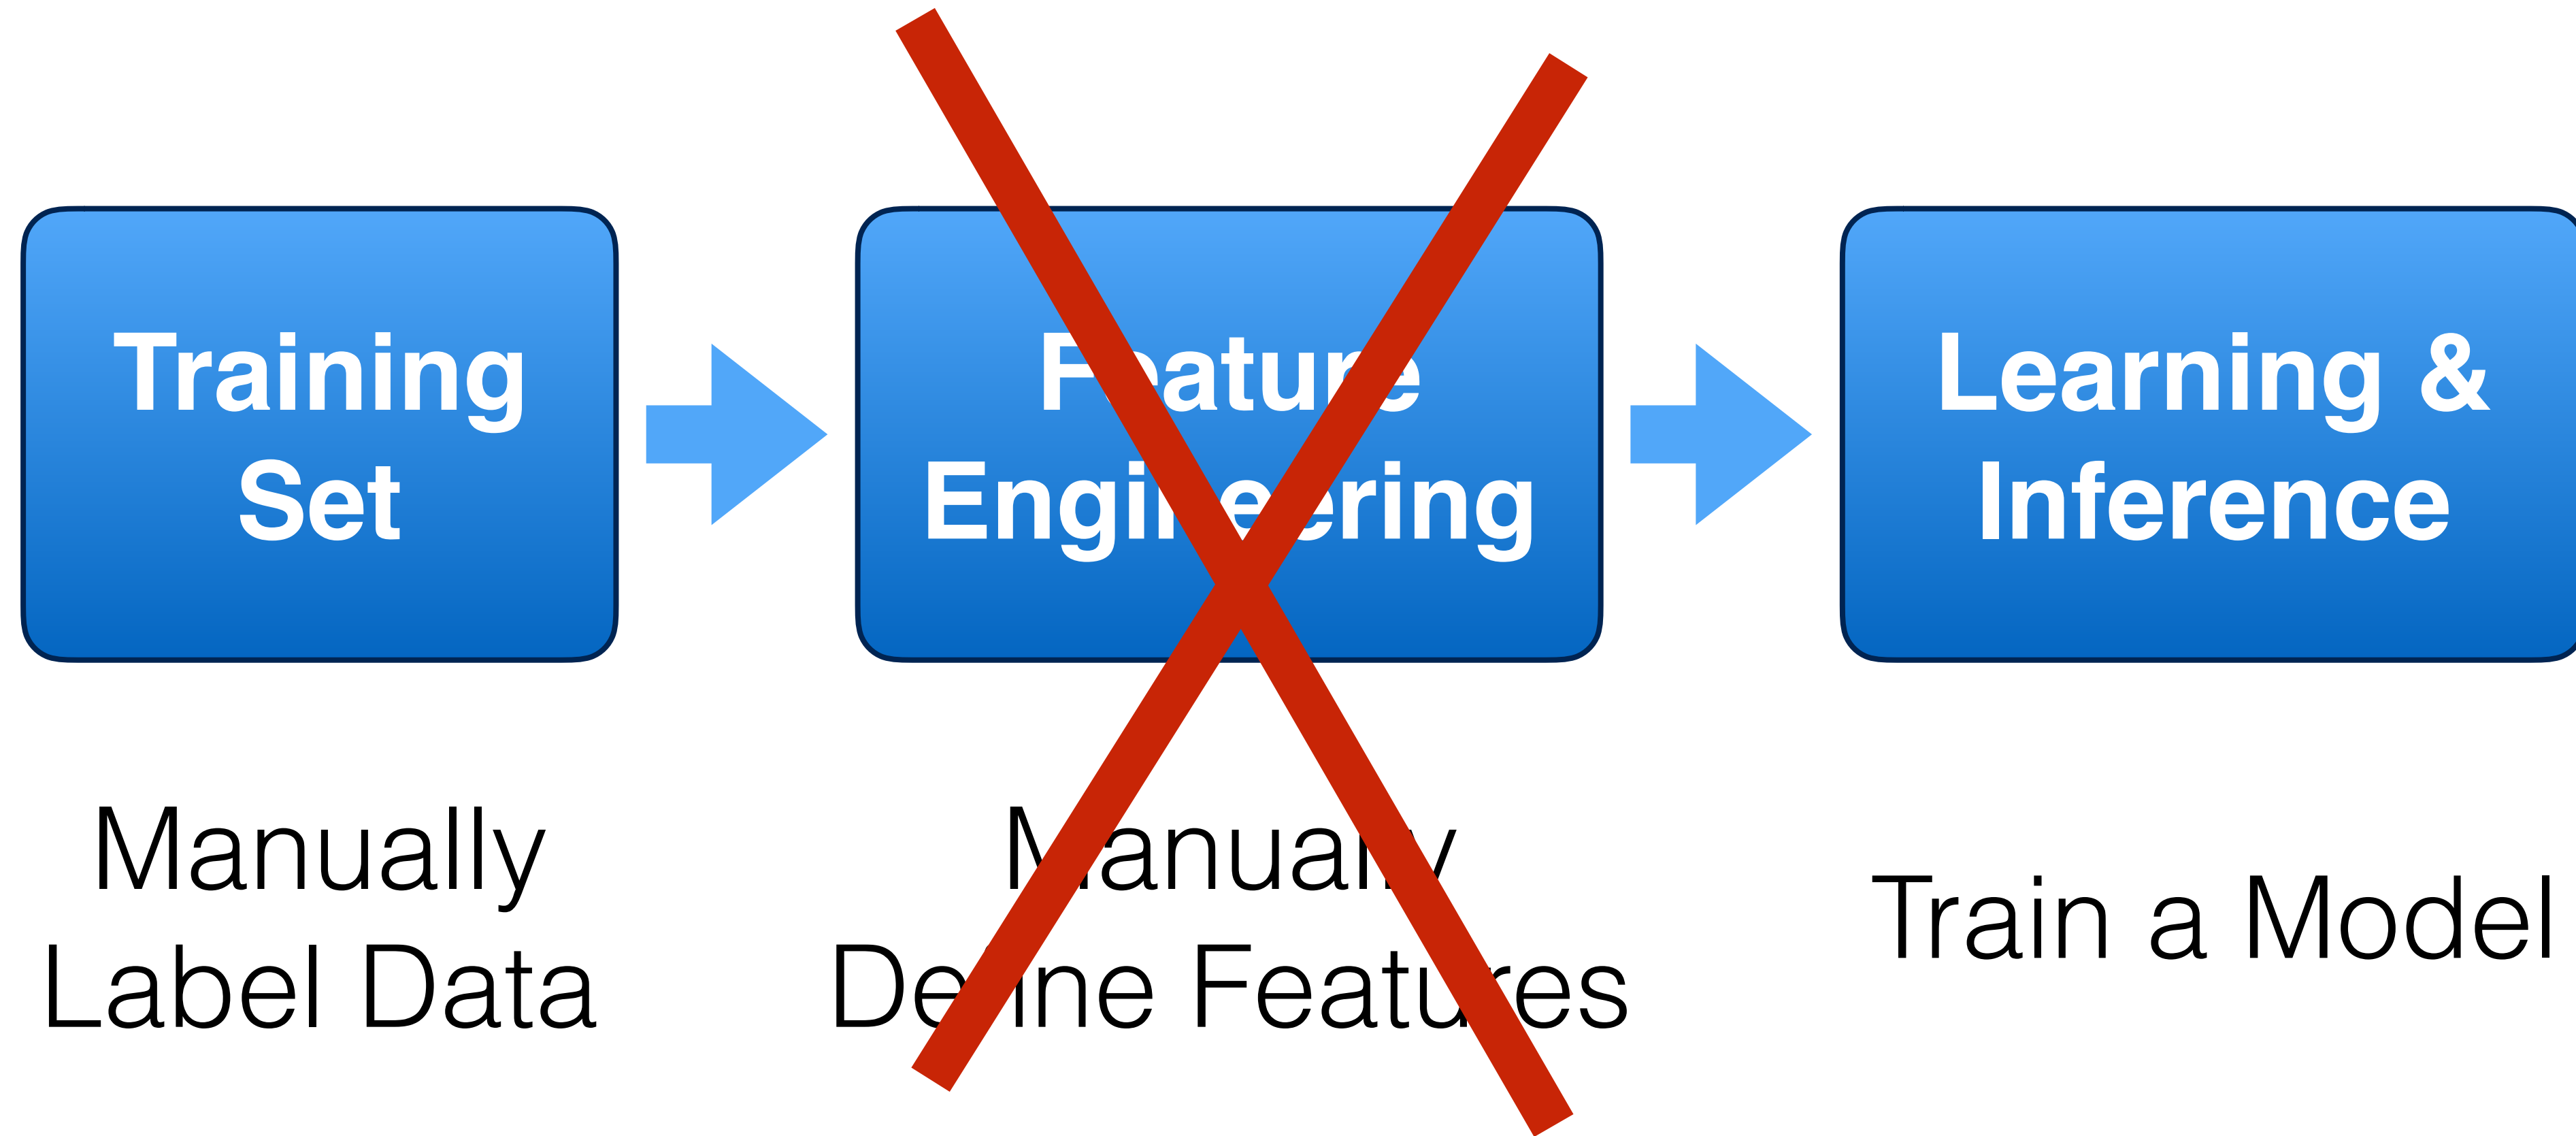 Training
Set
Feature
Engineering
Learning &
Inference
Manually
Label Data
Manually
Define Features
Train a Model